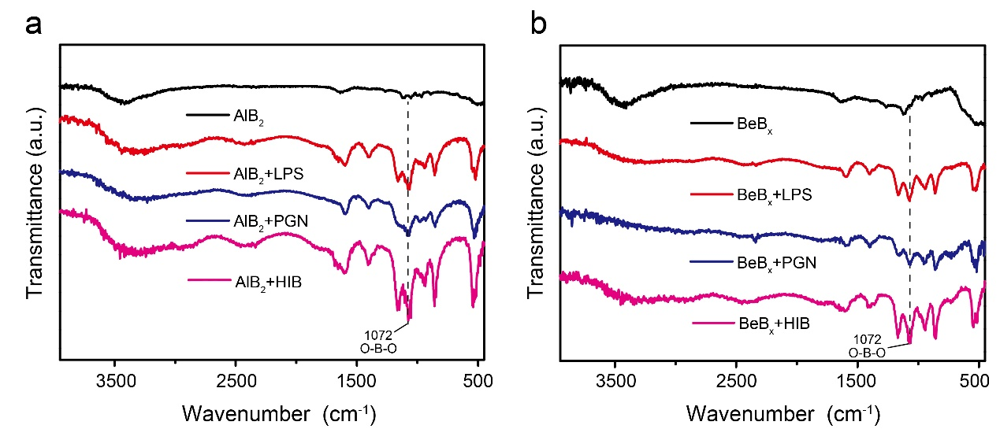 a
Transmittance (a.u.)
AlB2
AlB2+LPS
AlB2+PGN
AlB2+HIB
1072
O-B-O
3500 2500 1500 500
Wavenumber (cm-1)
b
Transmittance (a.u.)
BeBx
BeBx+LPS
BeBx+PGN
BeBx+HIB
1072
O-B-O
3500 2500 1500 500
Wavenumber (cm-1)